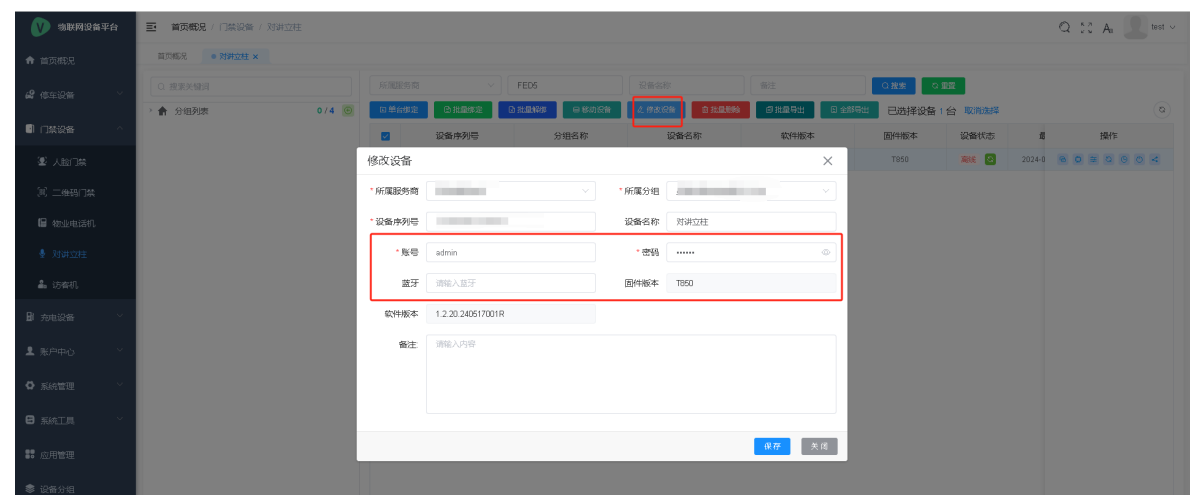 物联网设备平台
首页概况 / 门禁设备 / 对讲立柱
test
首页概况
对讲立柱 ×
首页概况
停车设备
门禁设备
人脸门禁
二维码门禁
物业电话机
对讲立柱
访客机
充电设备
账户中心
系统管理
系统工具
应用管理
设备分组
搜索关键词
分组列表 0 / 4
所属服务商 FED5 设备名称 备注 搜索 重置
单台绑定 批量绑定 批量解绑 移动设备 修改设备 批量删除 批量导出 全部导出 已选择设备 1 台 取消选择
设备序列号 分组名称 设备名称 软件版本 固件版本 设备状态 操作
T850 离线 2024-0
修改设备
* 所属服务商
* 所属分组
* 设备序列号
设备名称 对讲立柱
* 账号 admin
* 密码 ••••••
蓝牙 请输入蓝牙
固件版本 T850
软件版本 1.2.20.240517001R
备注 请输入内容
保存 关闭